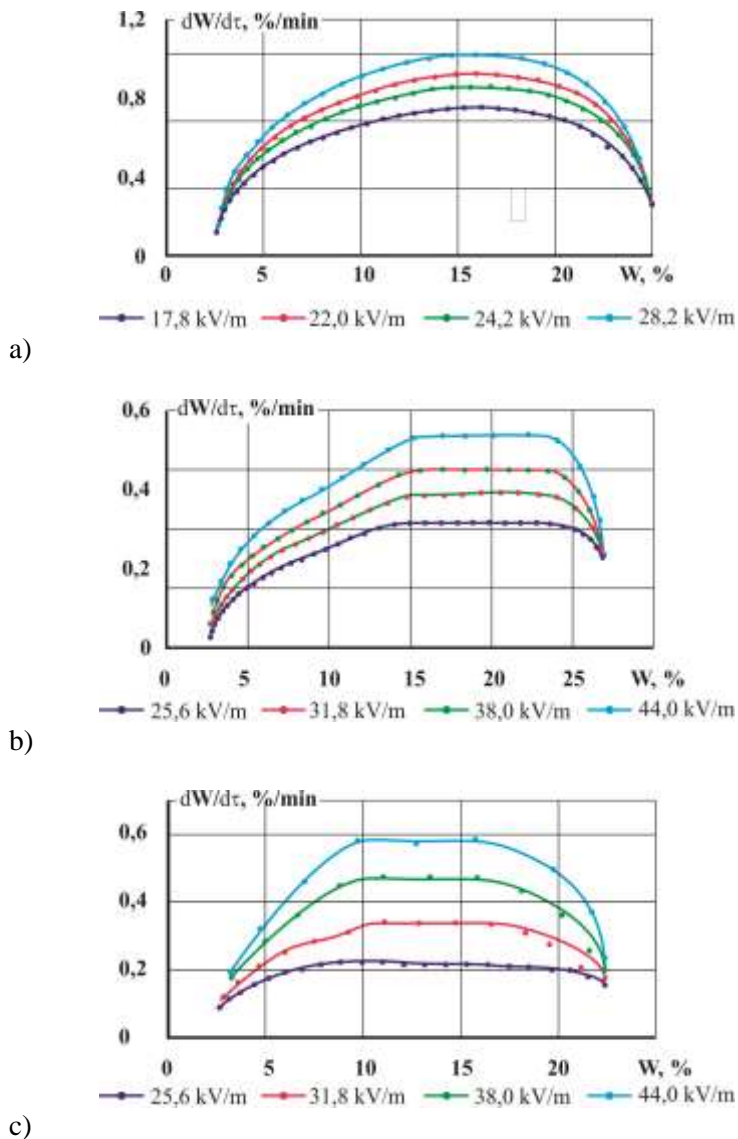 1,2 dW/dτ, %/min
0,8
0,4
0
0 5 10 15 20 W, %
17,8 kV/m 22,0 kV/m 24,2 kV/m 28,2 kV/m
a)
0,6 dW/dτ, %/min
0,4
0,2
0
0 5 10 15 20 25 W, %
25,6 kV/m 31,8 kV/m 38,0 kV/m 44,0 kV/m
b)
dW/dτ, %/min
0,6
0,4
0,2
0
0 5 10 15 20 W, %
25,6 kV/m 31,8 kV/m 38,0 kV/m 44,0 kV/m
c)